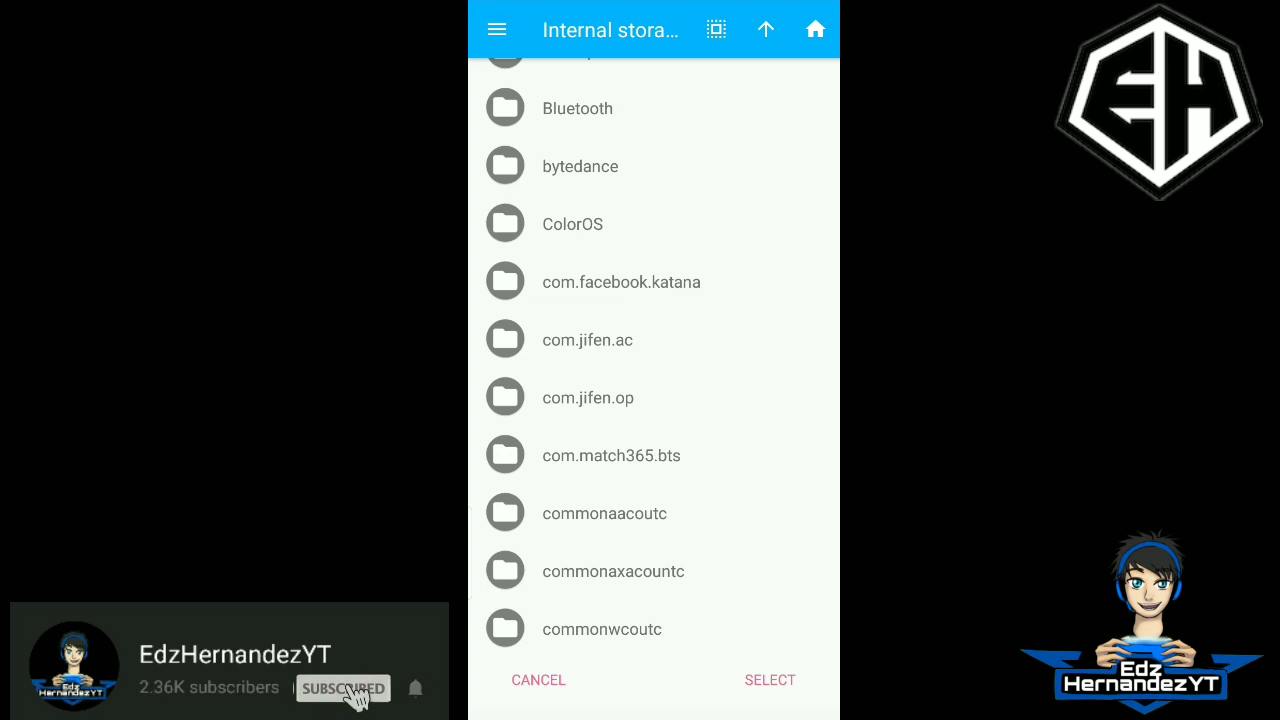 Internal stora...
Bluetooth
bytedance
ColorOS
com.facebook.katana
com.jifen.ac
com.jifen.op
com.match365.bts
commonaacoutc
commonaxacountc
commonwcoutc
CANCEL
SELECT
EdzHernandezYT
2.36K subscribers
SUBSCRIBED
EH
Edz
HernandezYT